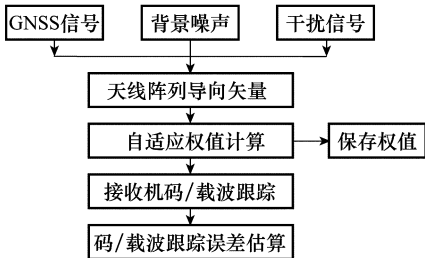 GNSS信号
背景噪声
干扰信号
天线阵列导向矢量
自适应权值计算
保存权值
接收机码/载波跟踪
码/载波跟踪误差估算